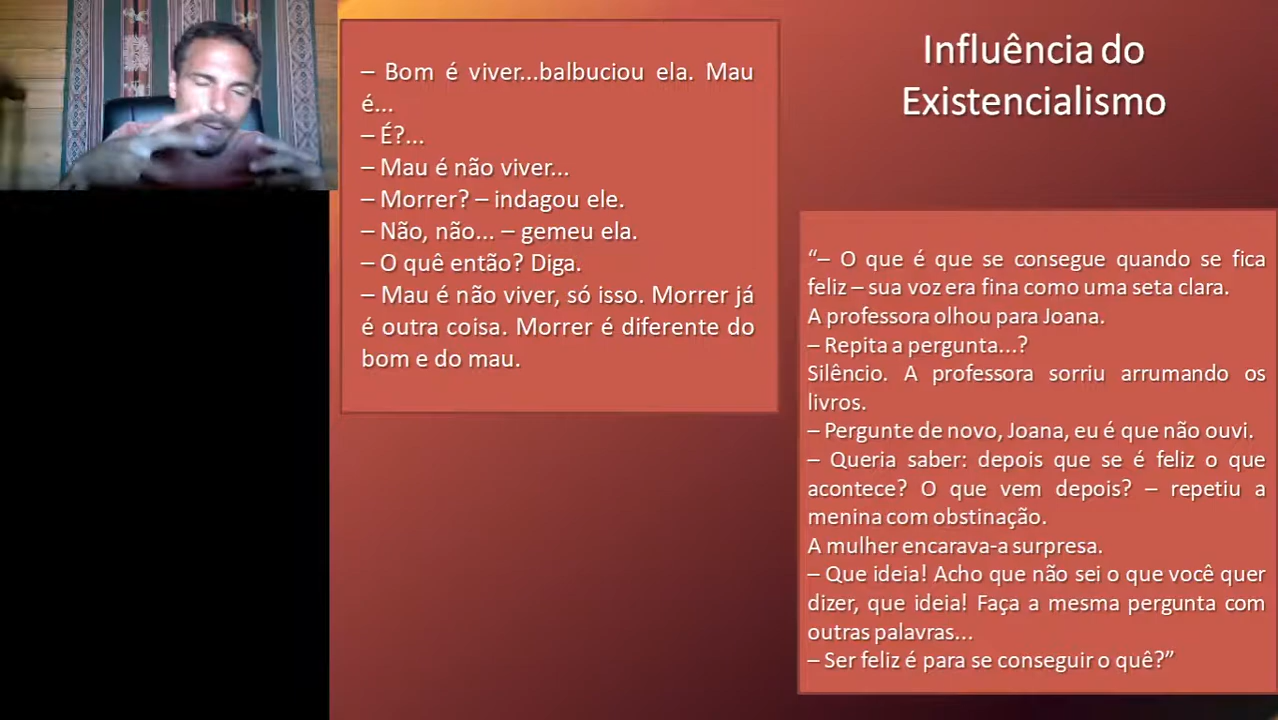 – Bom é viver...balbuciou ela. Mau
é...
– É?...
– Mau é não viver...
– Morrer? – indagou ele.
– Não, não... – gemeu ela.
– O quê então? Diga.
– Mau é não viver, só isso. Morrer já
é outra coisa. Morrer é diferente do
bom e do mau.
Influência do
Existencialismo
“– O que é que se consegue quando se fica
feliz – sua voz era fina como uma seta clara.
A professora olhou para Joana.
– Repita a pergunta...?
Silêncio. A professora sorriu arrumando os
livros.
– Pergunte de novo, Joana, eu é que não ouvi.
– Queria saber: depois que se é feliz o que
acontece? O que vem depois? – repetiu a
menina com obstinação.
A mulher encarava-a surpresa.
– Que ideia! Acho que não sei o que você quer
dizer, que ideia! Faça a mesma pergunta com
outras palavras...
– Ser feliz é para se conseguir o quê?”